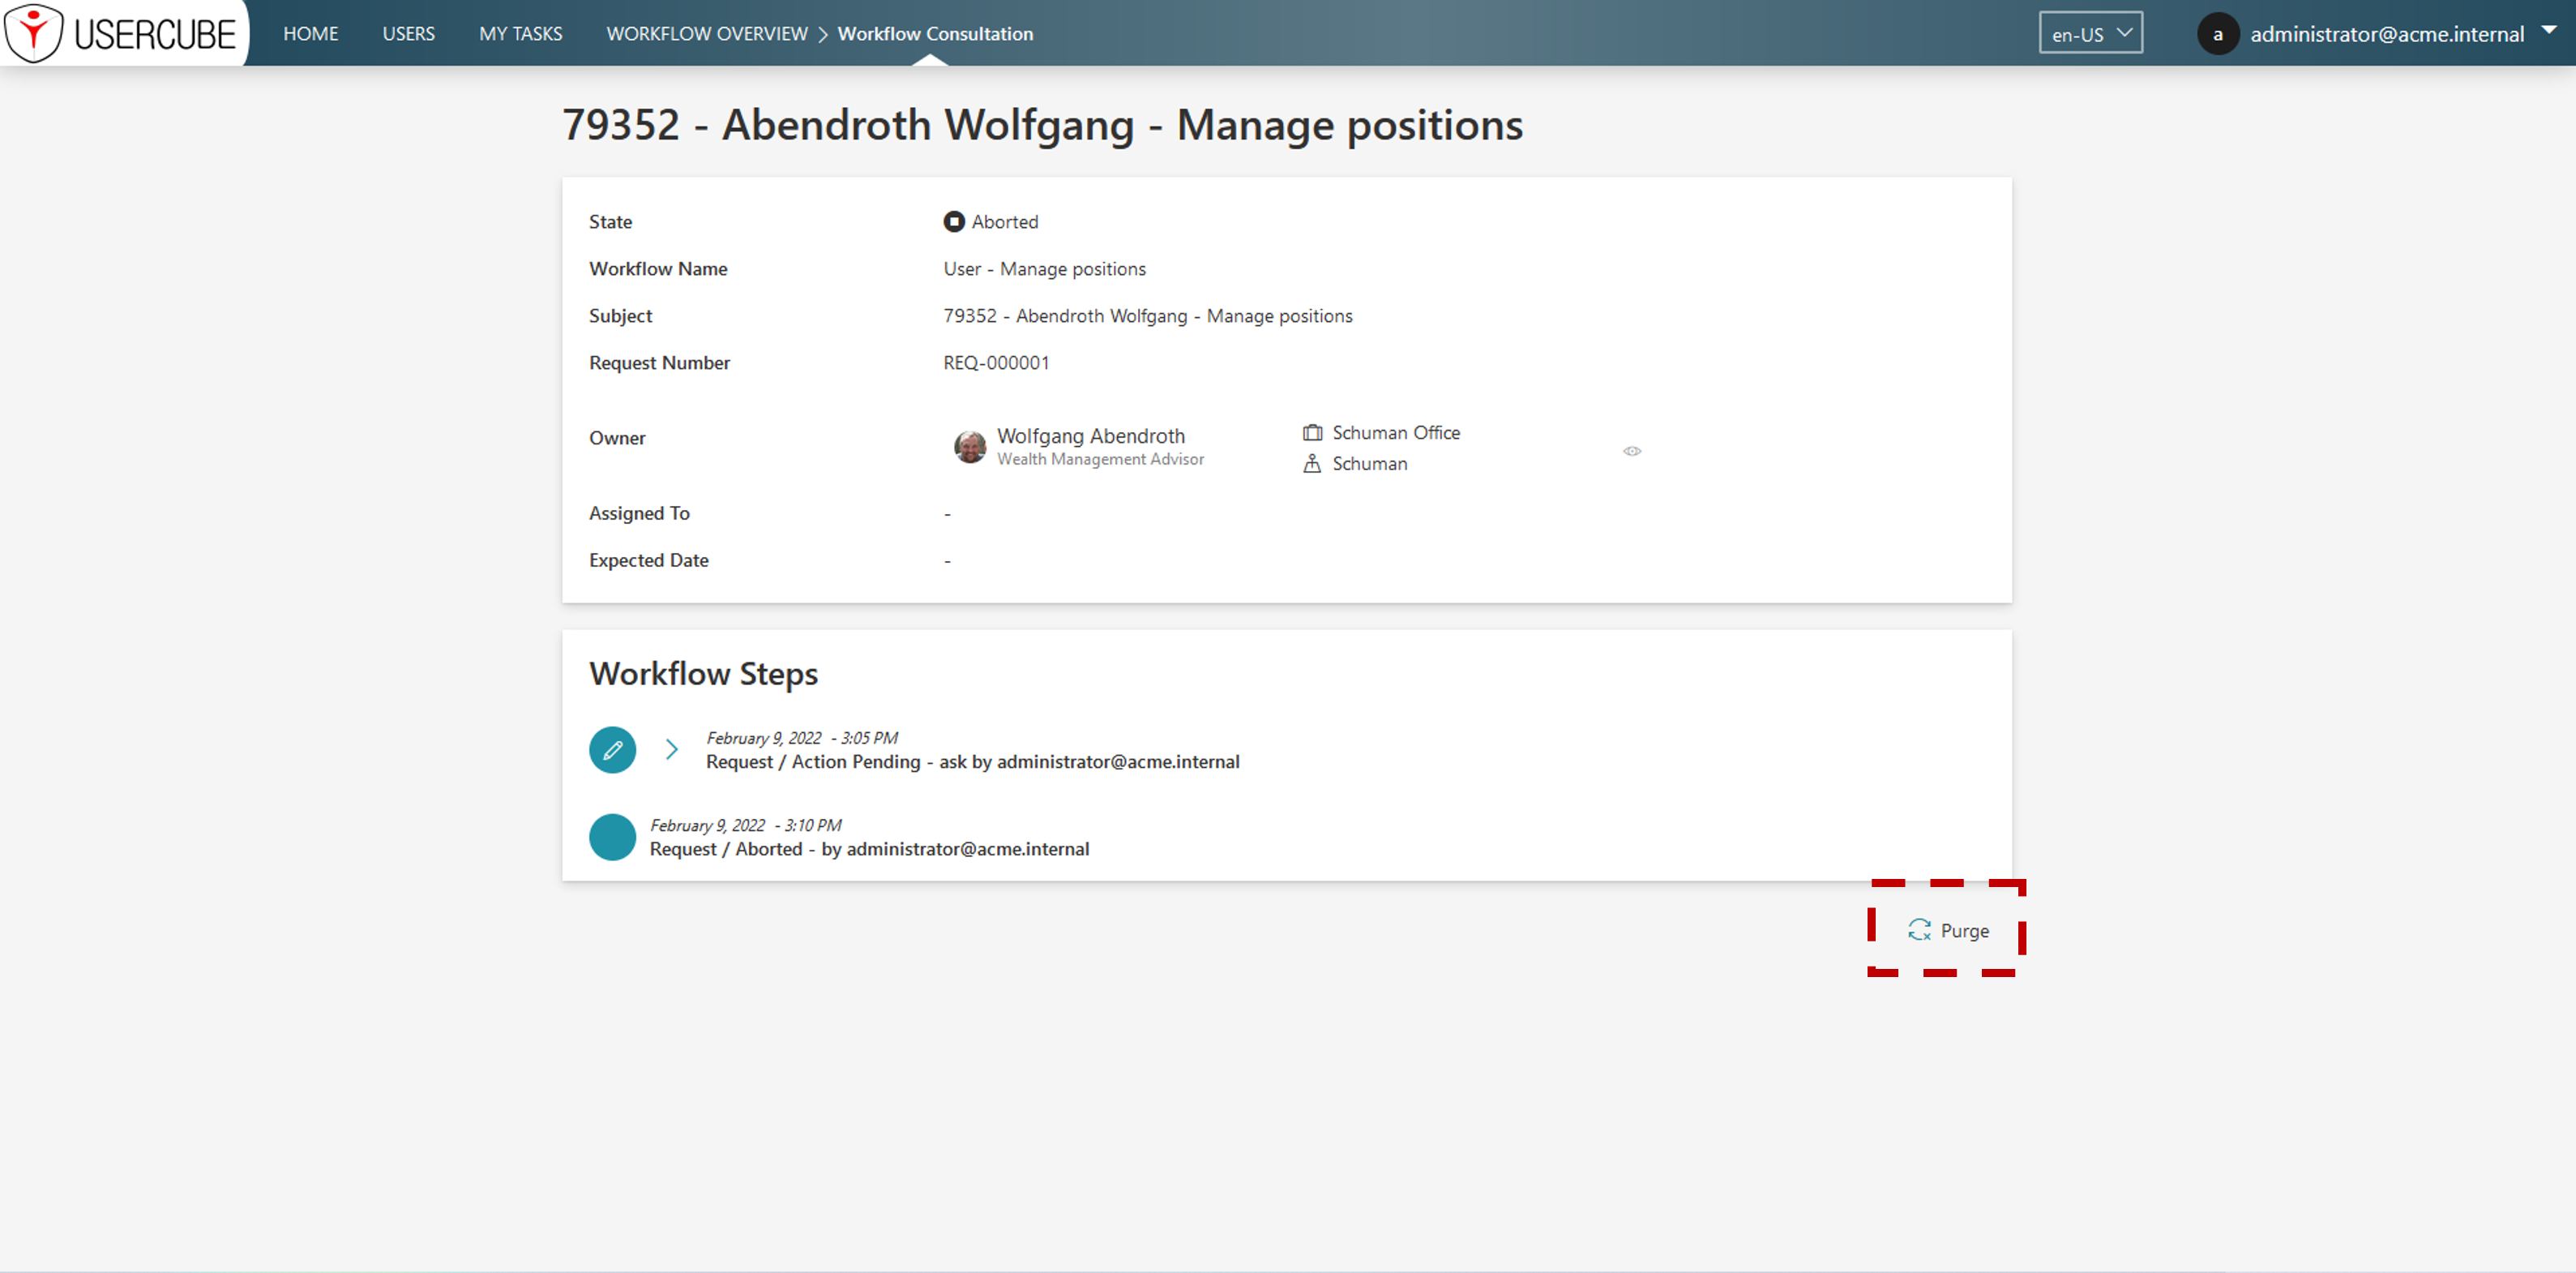 USERCUBE HOME USERS MY TASKS WORKFLOW OVERVIEW > Workflow Consultation en-US a administrator@acme.internal
79352 - Abendroth Wolfgang - Manage positions
State Aborted
Workflow Name User - Manage positions
Subject 79352 - Abendroth Wolfgang - Manage positions
Request Number REQ-000001
Owner Wolfgang Abendroth Schuman Office
Wealth Management Advisor Schuman
Assigned To -
Expected Date -
Workflow Steps
February 9, 2022 - 3:05 PM
Request / Action Pending - ask by administrator@acme.internal
February 9, 2022 - 3:10 PM
Request / Aborted - by administrator@acme.internal
Purge